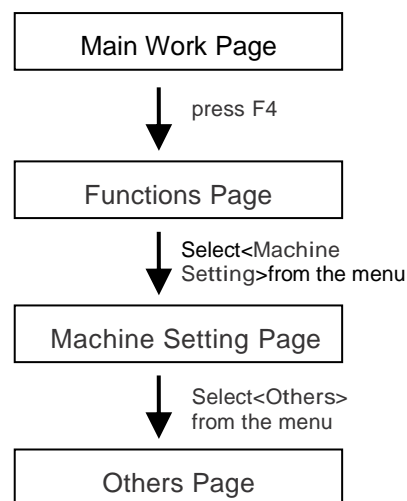 Main Work Page
press F4
Functions Page
Select<Machine
Setting>from the menu
Machine Setting Page
Select<Others>
from the menu
Others Page